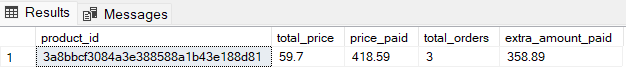 Results Messages
product_id total_price price_paid total_orders extra_amount_paid
1 3a8bbcf3084a3e388588a1b43e188d81 59.7 418.59 3 358.89